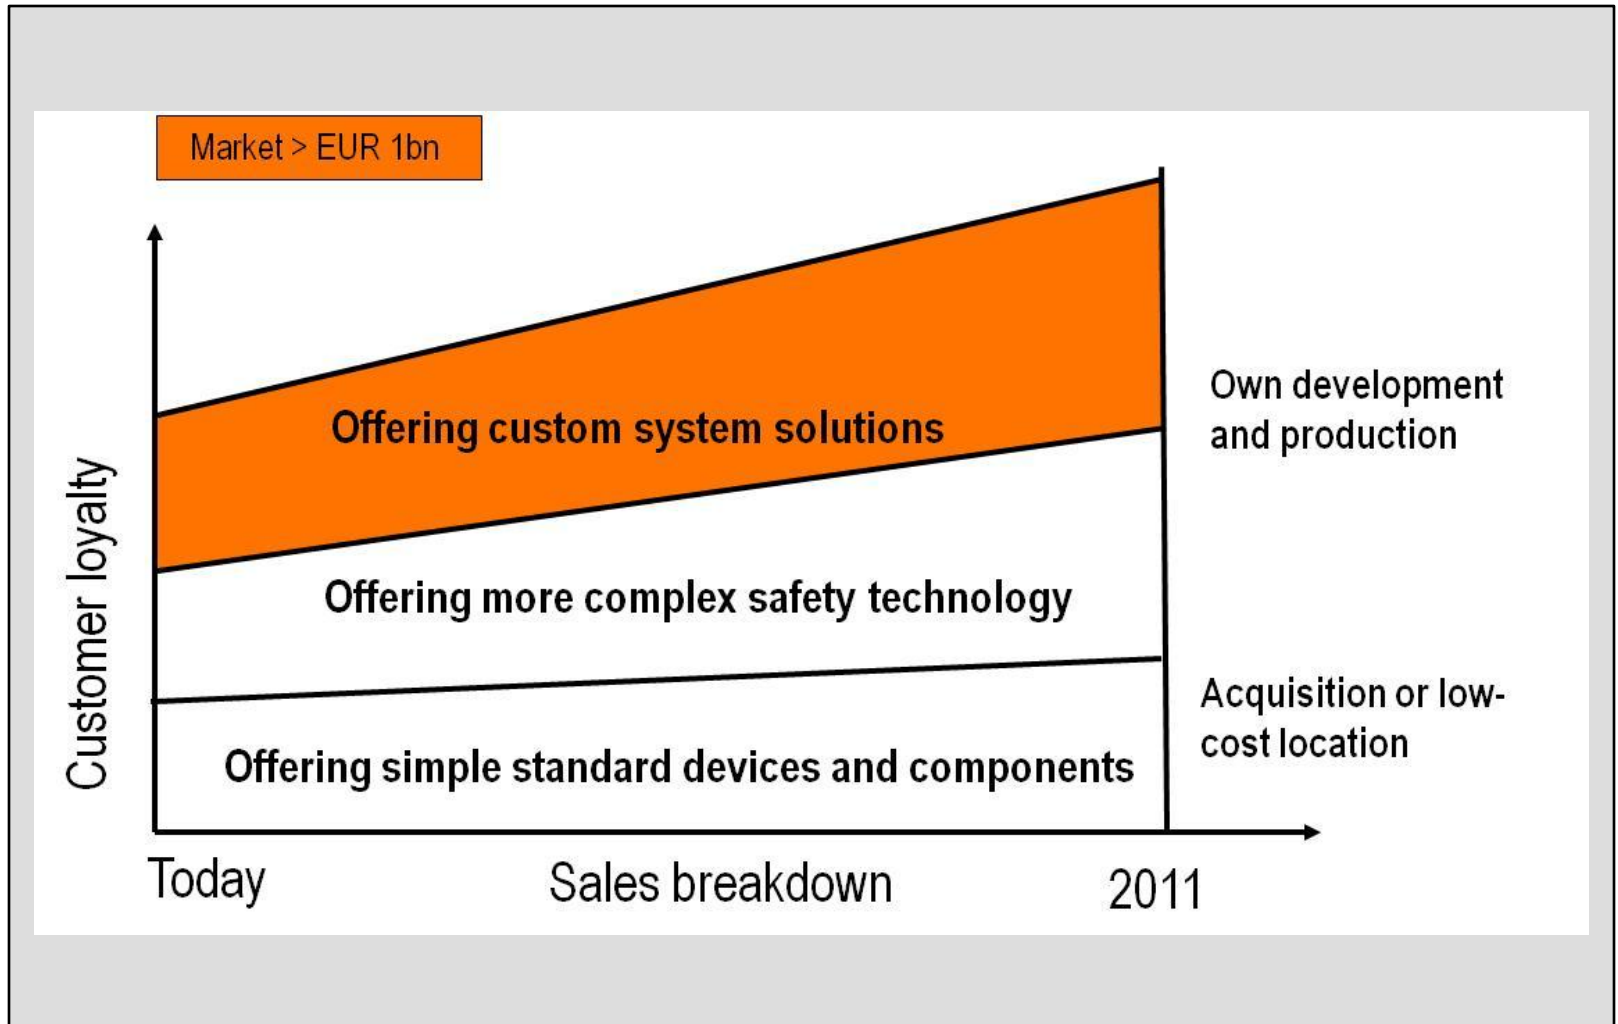 Market > EUR 1bn
Offering custom system solutions
Own development
and production
Customer loyalty
Offering more complex safety technology
Acquisition or low-
cost location
Offering simple standard devices and components
Today
Sales breakdown
2011